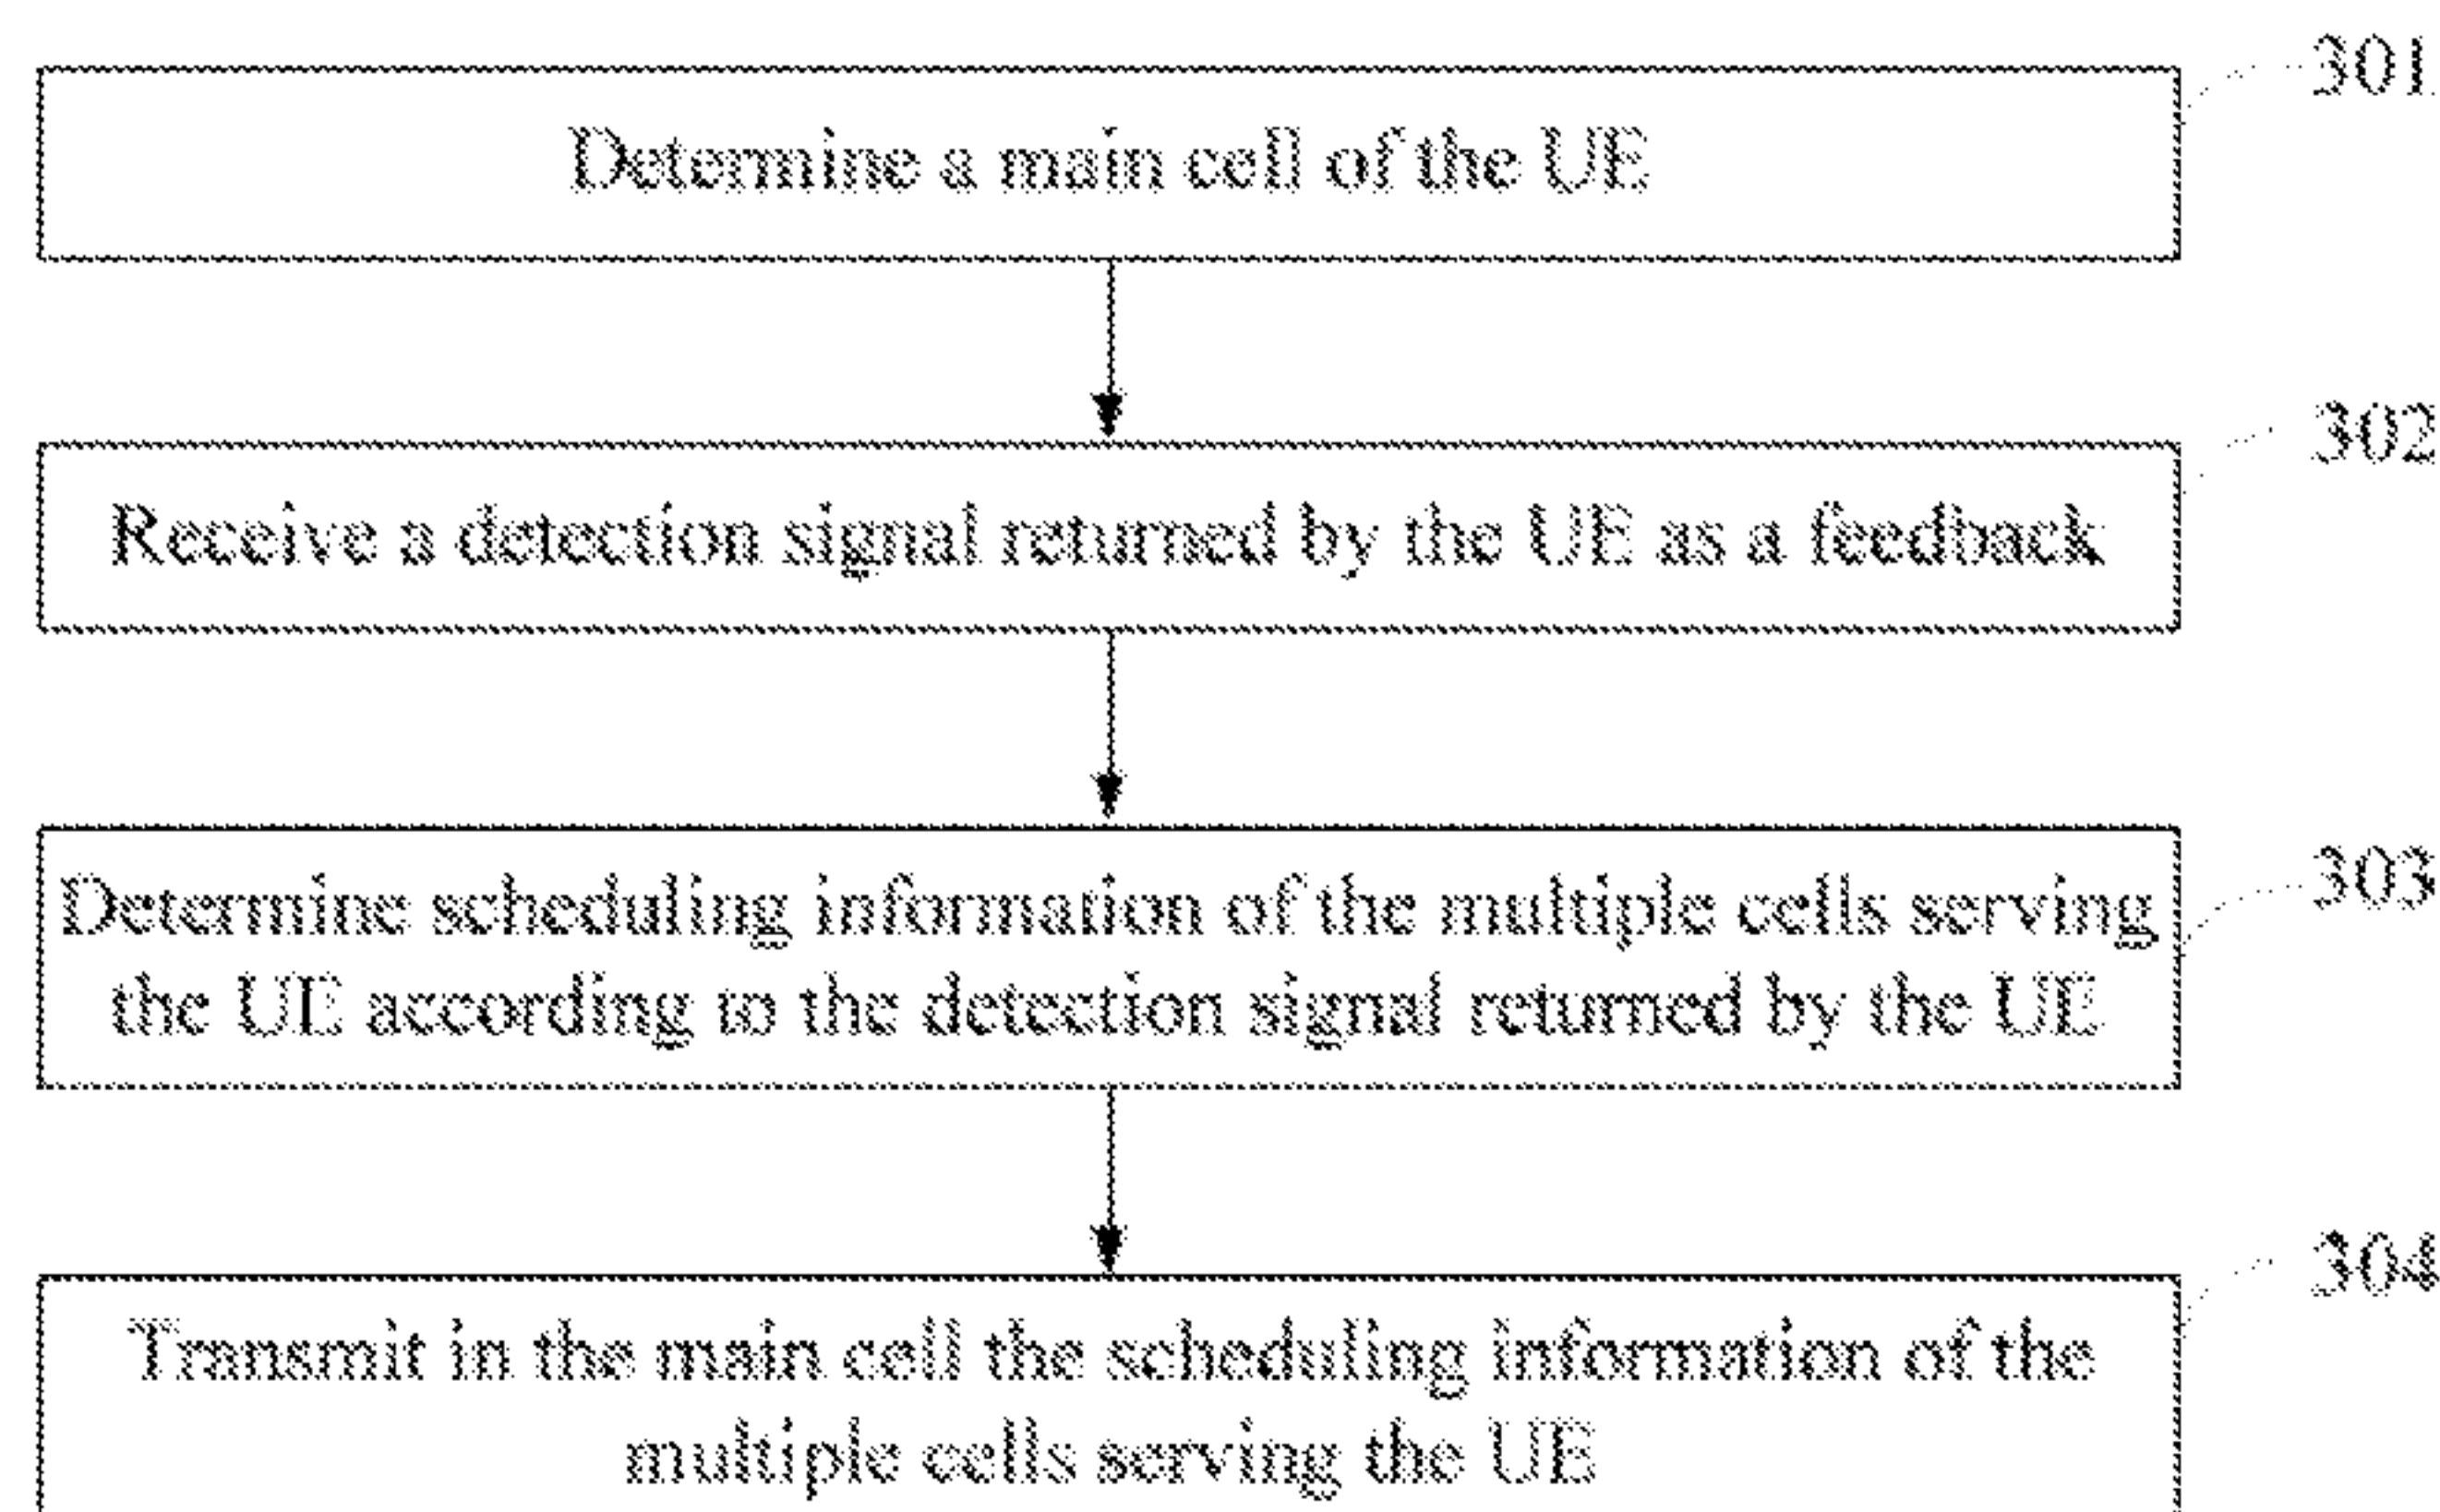 301
Determine a main cell of the UE
302
Receive a detection signal returned by the UE as a feedback
303
Determine scheduling information of the multiple cells serving
the UE according to the detection signal returned by the UE
304
Transmit in the main cell the scheduling information of the
multiple cells serving the UE